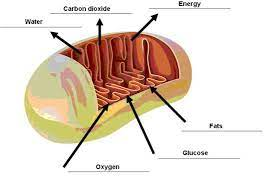 Energy
Carbon dioxide
Water
Fats
Glucose
Oxygen